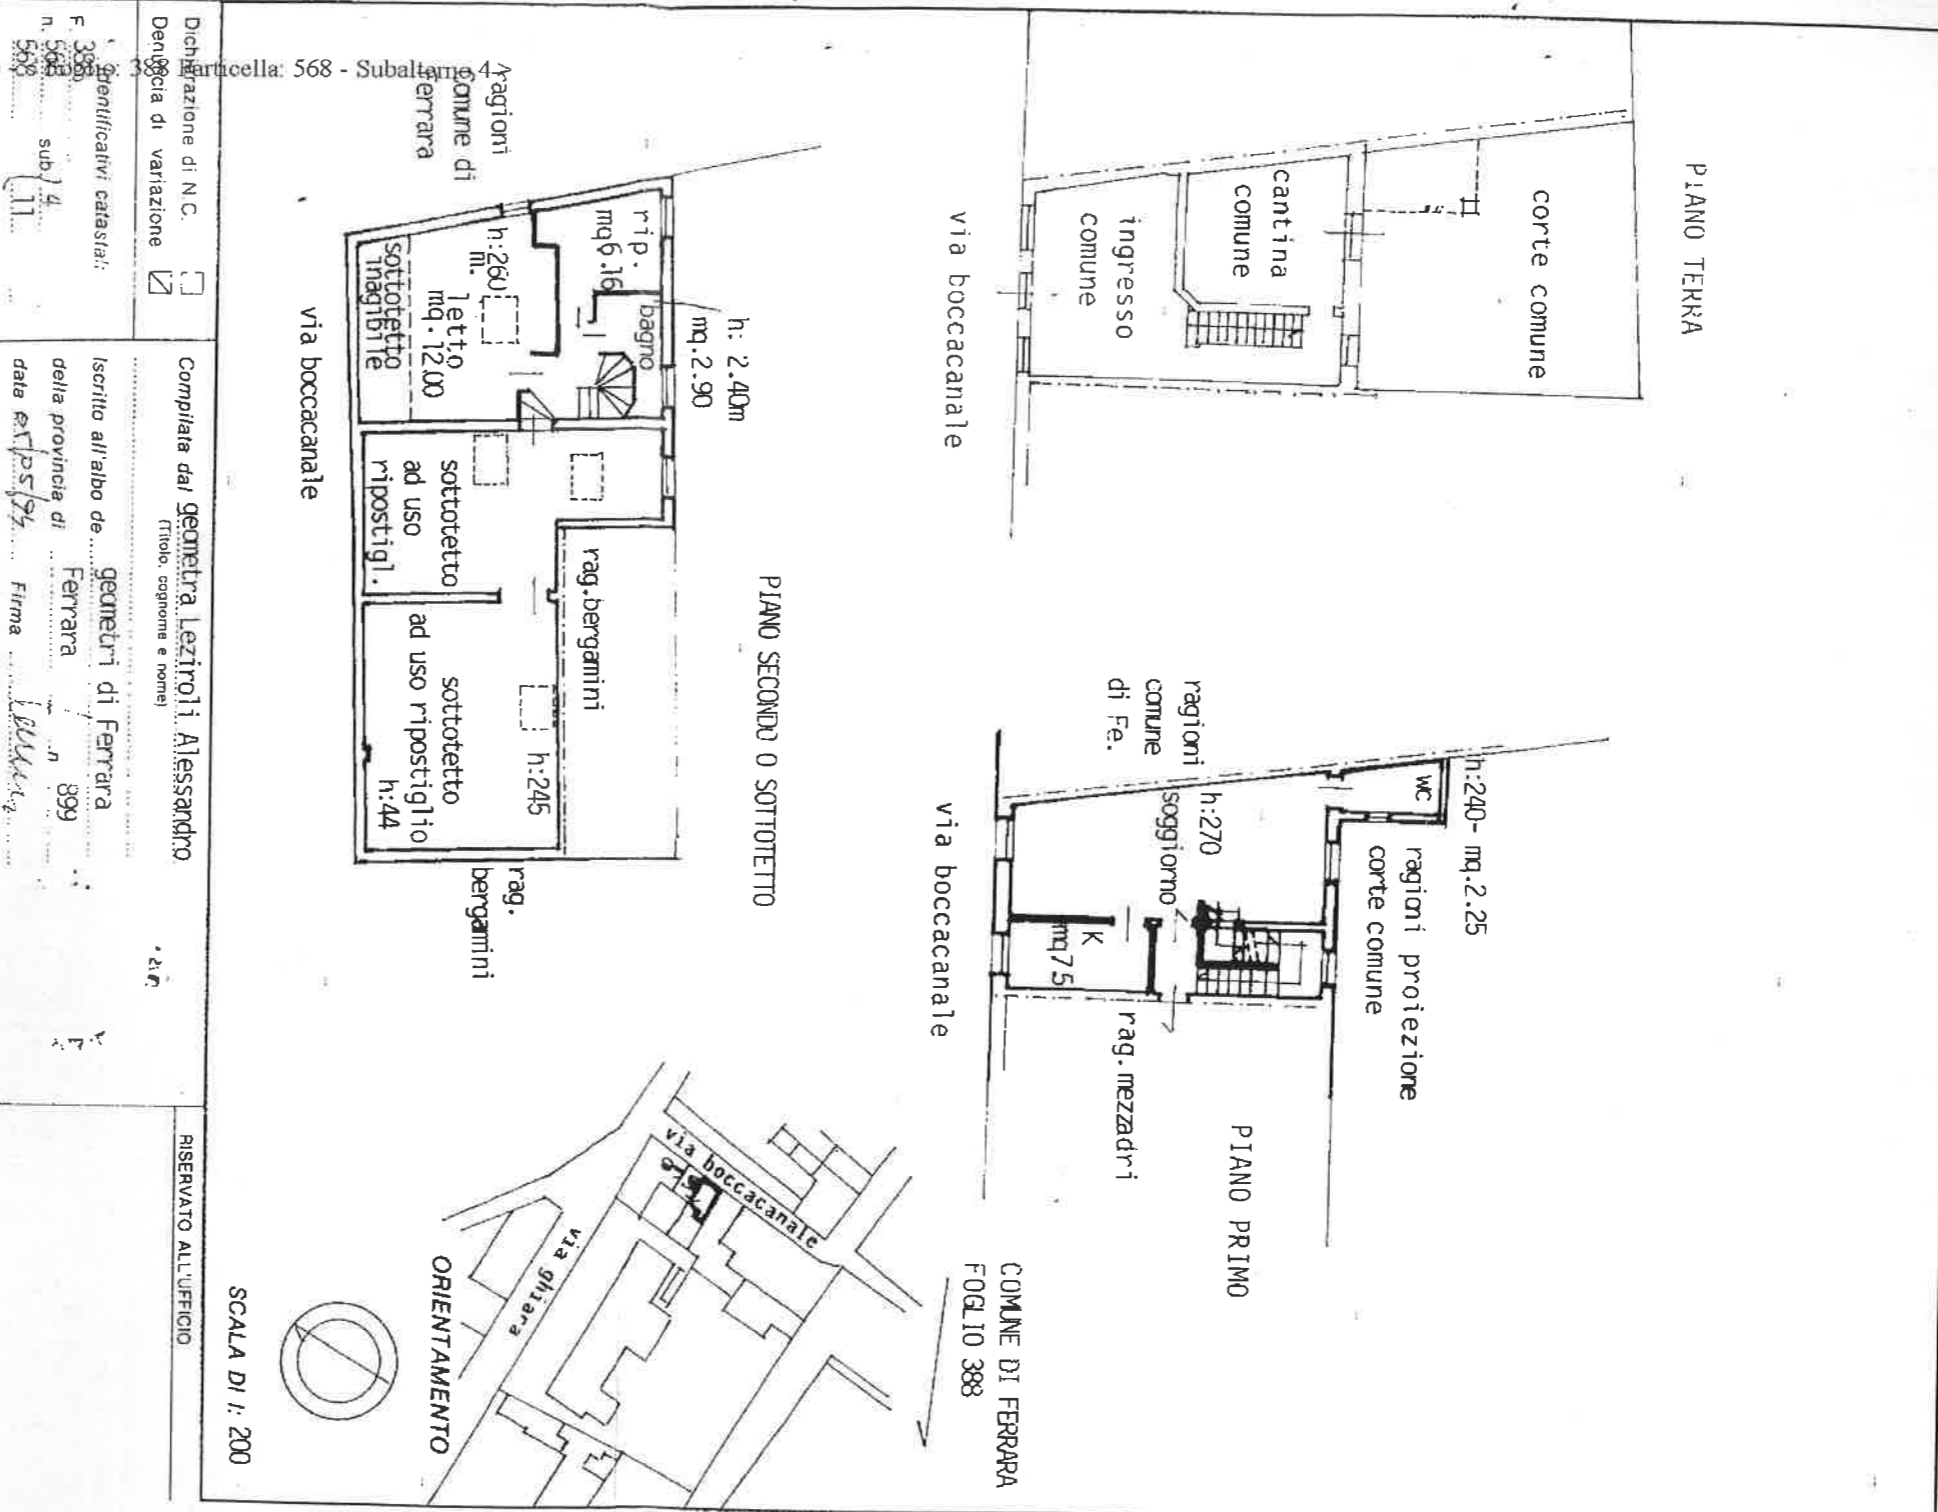 PIANO TERRA
corte comune
cantina
comune
ingresso
comune
via boccacanale
h:240- mq.2.25
wc
ragioni proiezione
corte comune
ragioni
comune
di Fe.
h:270
soggiorno
K
mq7.5
rag.mezzadri
via boccacanale
PIANO PRIMO
PIANO SECONDO O SOTTOTETTO
h: 2.40m
mq.2.90
ragioni
Comune di
Ferrara
rip.
mq6.16
bagno
h:260
m.
letto
mq.12.00
sottotetto
inagibile
via boccacanale
sottotetto
ad uso
ripostigl.
rag.bergamini
h:245
sottotetto
ad uso ripostiglio
h:44
rag.
bergamini
COMUNE DI FERRARA
FOGLIO 388
via boccacanale
via ghiara
ORIENTAMENTO
SCALA DI 1: 200
Dichiarazione di N.C.
Denuncia di variazione
Identificativi catastali:
F. 388
n. 568 sub. 4
568 11
Foglio: 388 Particella: 568 - Subalterno 4
Compilata dal geometra Leziroli Alessandro
(Titolo, cognome e nome)
Iscritto all'albo de geometri di Ferrara
della provincia di Ferrara n 899
data Firma
RISERVATO ALL'UFFICIO